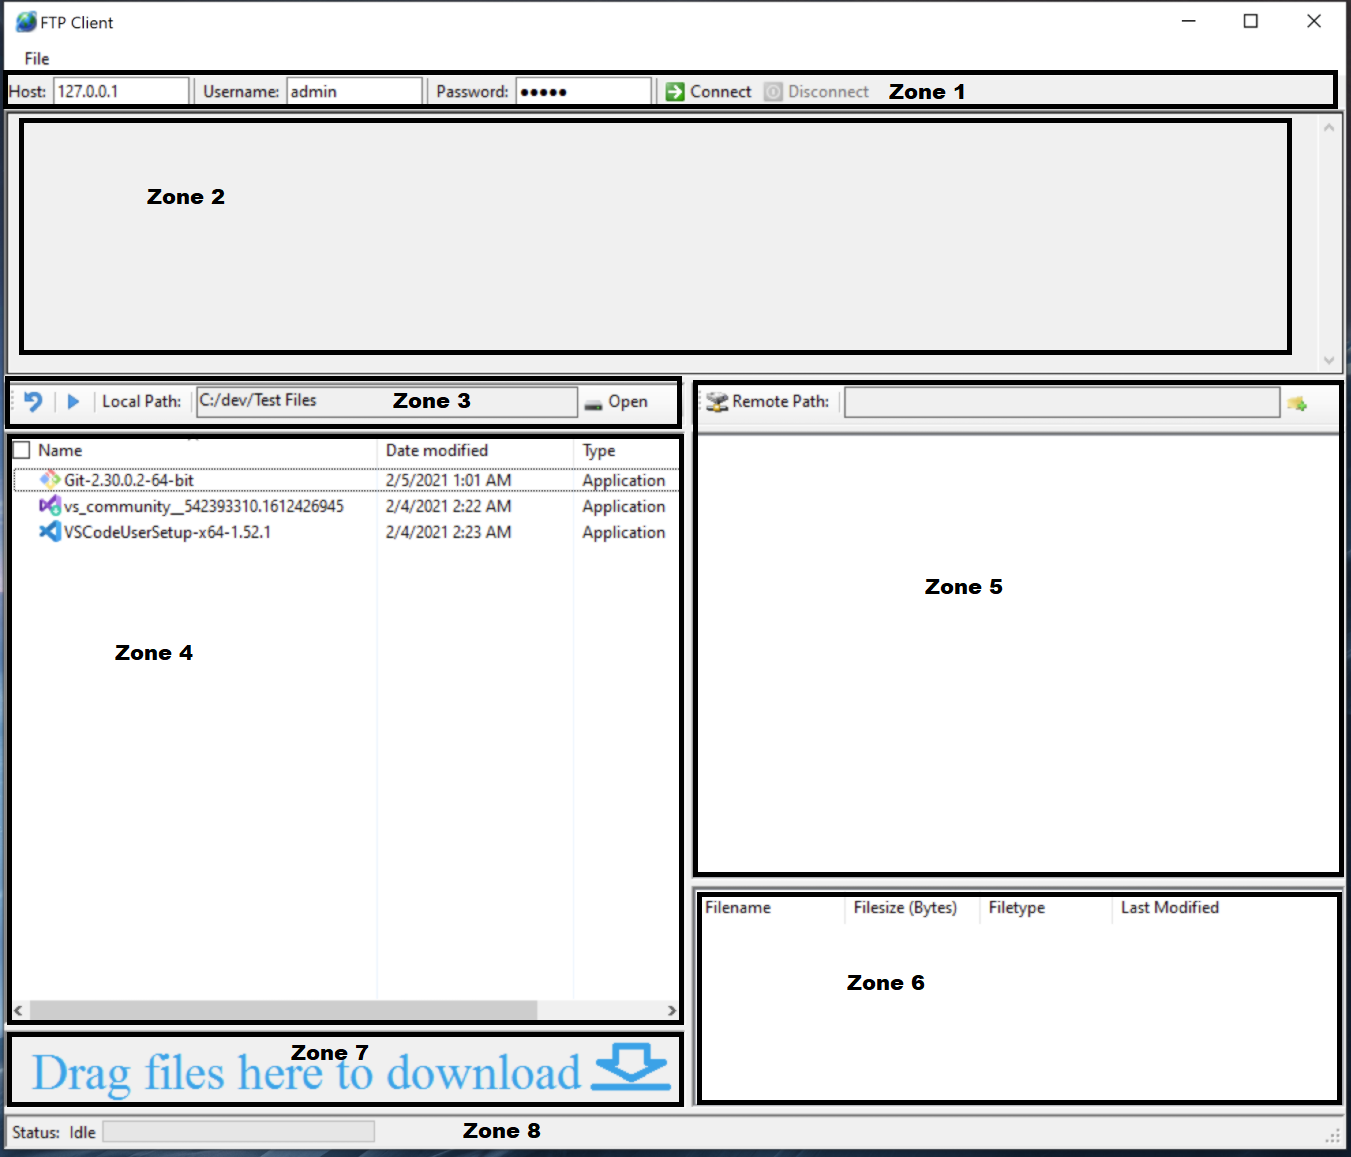 FTP Client
File
Host: 127.0.0.1 Username: admin Password: ●●●●● Connect Disconnect Zone 1
Zone 2
Local Path: C:/dev/Test Files Zone 3 Open
Remote Path:
Name Date modified Type
Git-2.30.0.2-64-bit 2/5/2021 1:01 AM Application
vs_community__542393310.1612426945 2/4/2021 2:22 AM Application
VSCodeUserSetup-x64-1.52.1 2/4/2021 2:23 AM Application
Zone 4
Zone 5
Filename Filesize (Bytes) Filetype Last Modified
Zone 6
Zone 7
Drag files here to download
Status: Idle Zone 8